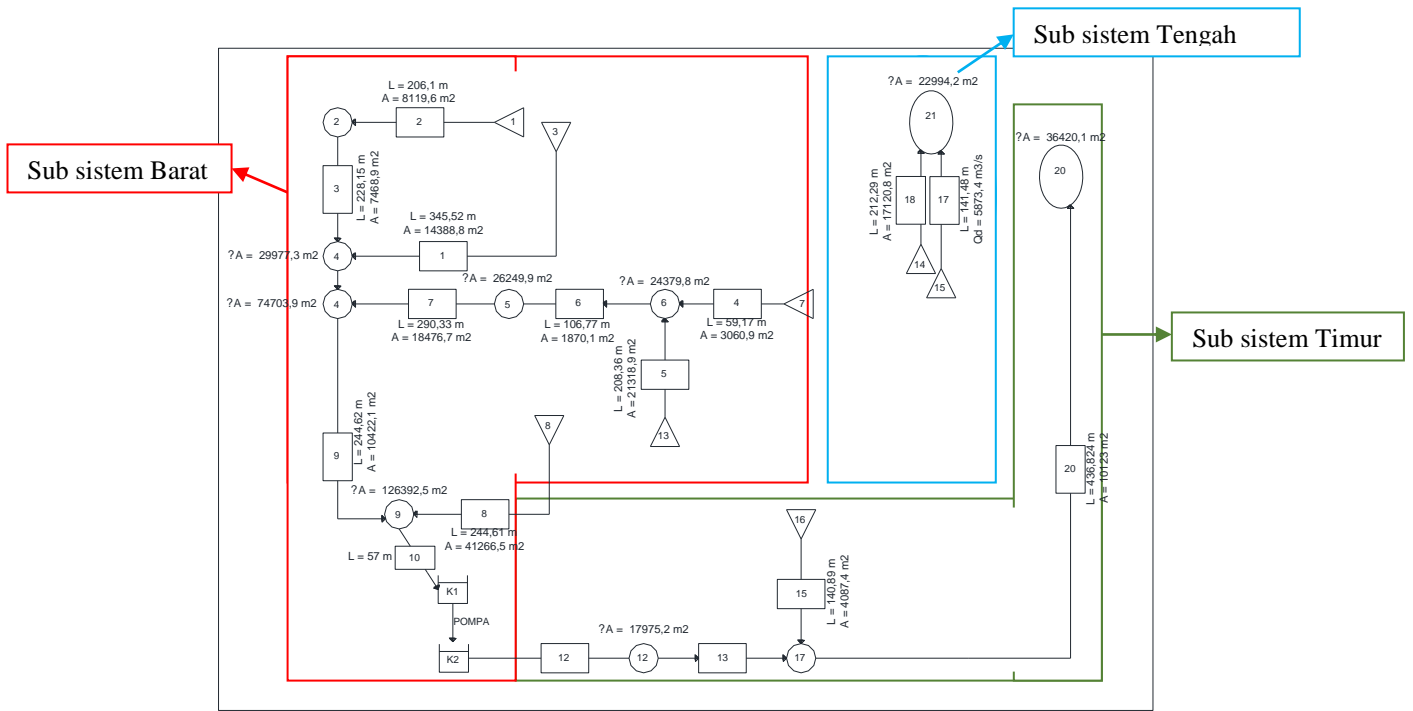 Sub sistem Tengah
Sub sistem Barat
Sub sistem Timur
L = 206,1 m
A = 8119,6 m2
2
2
1
3
3
L = 228,15 m
A = 7468,9 m2
L = 345,52 m
A = 14388,8 m2
?A = 29977,3 m2
4
1
?A = 26249,9 m2
?A = 24379,8 m2
?A = 74703,9 m2
4
7
5
6
6
4
7
L = 290,33 m
A = 18476,7 m2
L = 106,77 m
A = 1870,1 m2
L = 59,17 m
A = 3060,9 m2
L = 208,36 m
A = 21318,9 m2
5
13
9
L = 244,62 m
A = 10422,1 m2
8
?A = 126392,5 m2
9
8
L = 244,61 m
A = 41266,5 m2
L = 57 m
10
K1
POMPA
K2
?A = 22994,2 m2
21
L = 212,29 m
A = 17120,8 m2
18
17
L = 141,48 m
Qd = 5873,4 m3/s
14
15
?A = 36420,1 m2
20
20
L = 436,824 m
A = 10123 m2
16
15
L = 140,89 m
A = 4087,4 m2
?A = 17975,2 m2
12
12
13
17